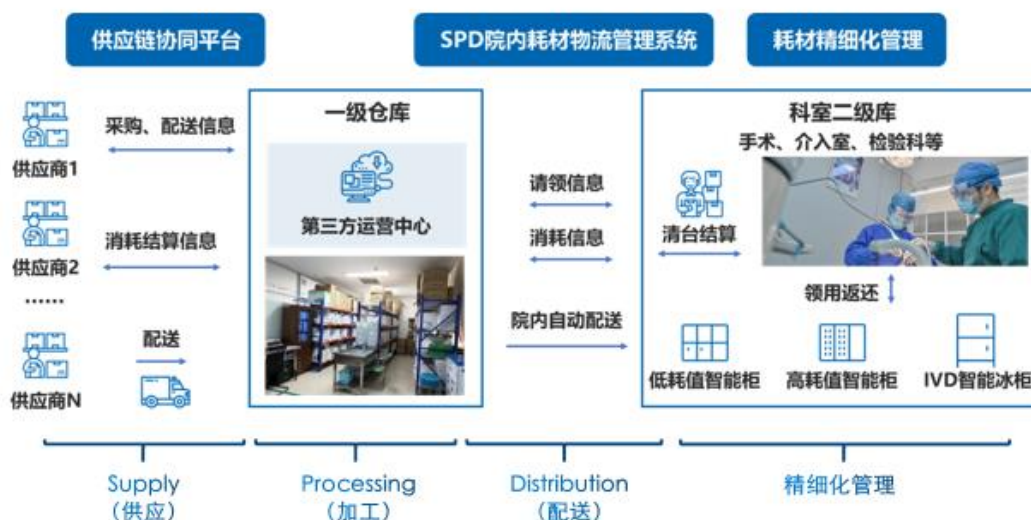 供应链协同平台
SPD院内耗材物流管理系统
耗材精细化管理
供应商1
采购、配送信息
供应商2
消耗结算信息
……
供应商N
配送
一级仓库
第三方运营中心
请领信息
消耗信息
院内自动配送
科室二级库
手术、介入室、检验科等
清台结算
领用返还
低耗值智能柜
高耗值智能柜
IVD智能冰柜
Supply
（供应）
Processing
（加工）
Distribution
（配送）
精细化管理